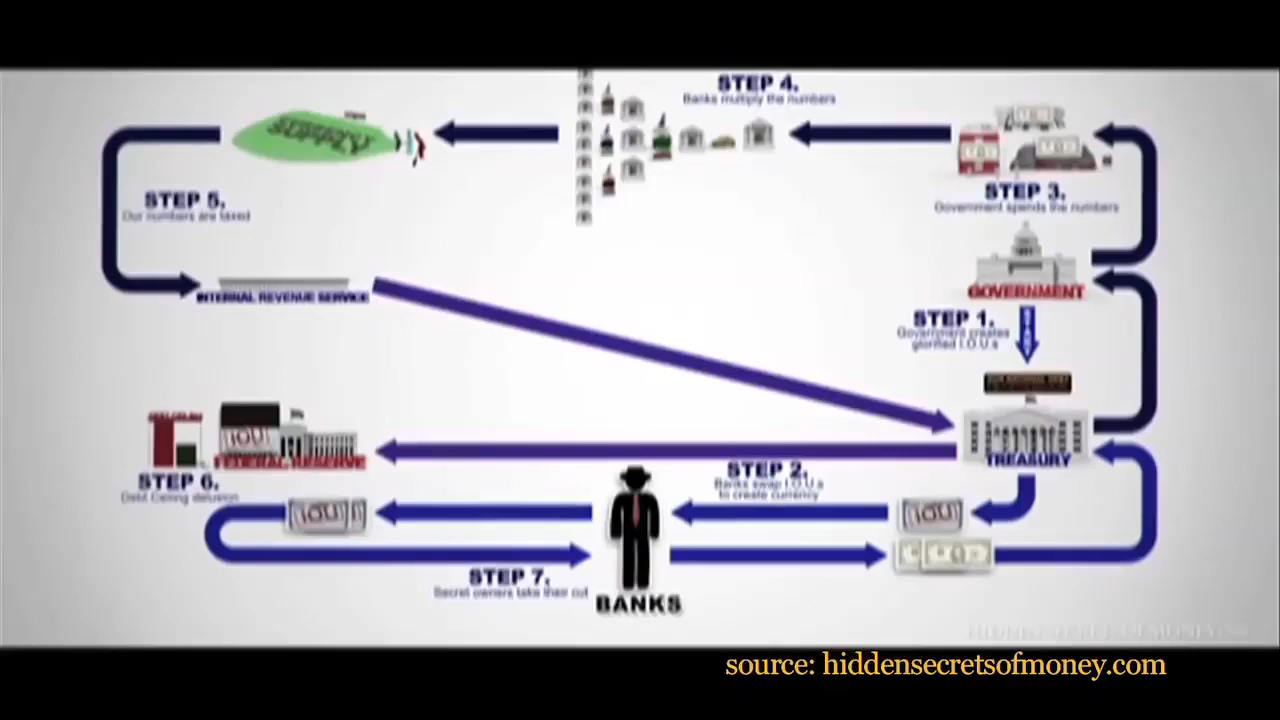 STEP 4.
Banks multiply the numbers
SUPPLY
STEP 5.
Our numbers are taxed
STEP 3.
Government spends the numbers
GOVERNMENT
INTERNAL REVENUE SERVICE
STEP 1.
Government creates
glorified I.O.U.s
TREASURY
IOU
FEDERAL RESERVE
STEP 2.
Banks swap I.O.U.s
to create currency
STEP 6.
Debt Ceiling delusion
IOU
IOU
STEP 7.
Secret owners take their cut
BANKS
source: hiddensecretsofmoney.com